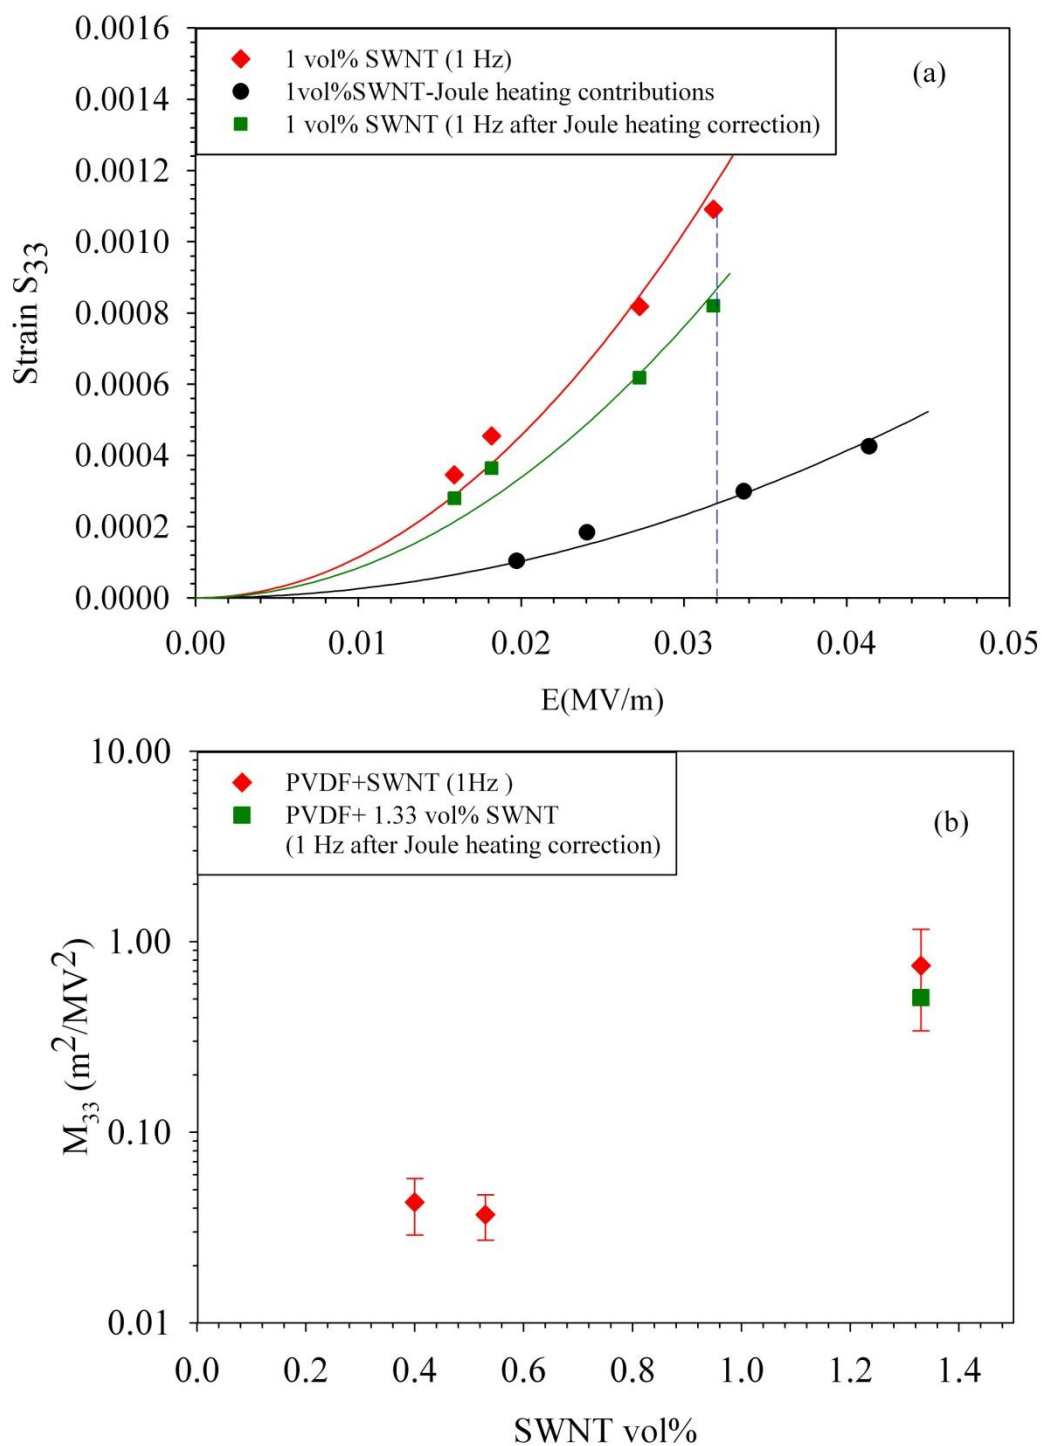 0.0016
1 vol% SWNT (1 Hz)
(a)
1vol%SWNT-Joule heating contributions
0.0014
1 vol% SWNT (1 Hz after Joule heating correction)
0.0012
0.0010
Strain S33
0.0008
0.0006
0.0004
0.0002
0.0000
0.00 0.01 0.02 0.03 0.04 0.05
E(MV/m)
10.00
PVDF+SWNT (1Hz )
PVDF+ 1.33 vol% SWNT
(b)
(1 Hz after Joule heating correction)
1.00
M33 (m2/MV2)
0.10
0.01
0.0 0.2 0.4 0.6 0.8 1.0 1.2 1.4
SWNT vol%